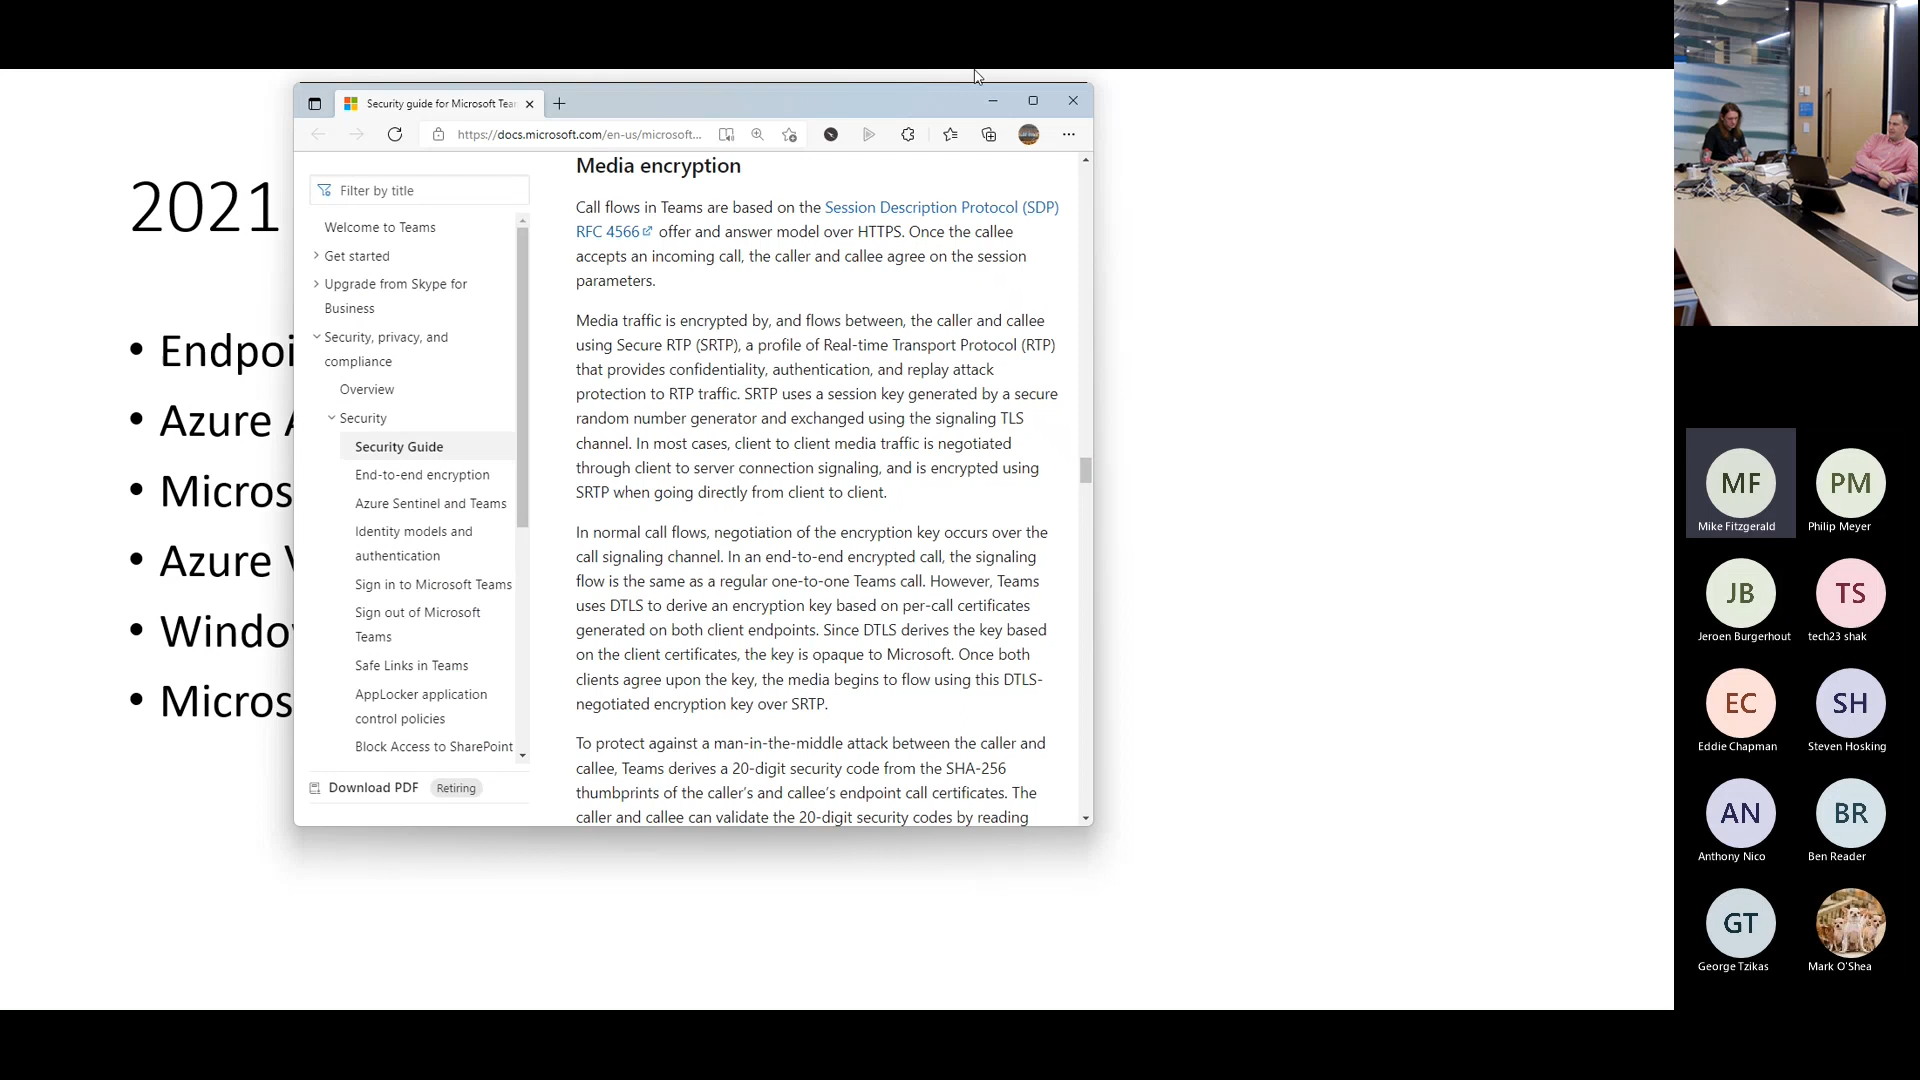 2021
• Endpoi
• Azure A
• Micros
• Azure V
• Windov
• Micros
Security guide for Microsoft Tea
https://docs.microsoft.com/en-us/microsoft...
Filter by title
Welcome to Teams
Get started
Upgrade from Skype for
Business
Security, privacy, and
compliance
Overview
Security
Security Guide
End-to-end encryption
Azure Sentinel and Teams
Identity models and
authentication
Sign in to Microsoft Teams
Sign out of Microsoft
Teams
Safe Links in Teams
AppLocker application
control policies
Block Access to SharePoint
Download PDF Retiring
Media encryption
Call flows in Teams are based on the Session Description Protocol (SDP)
RFC 4566 offer and answer model over HTTPS. Once the callee
accepts an incoming call, the caller and callee agree on the session
parameters.
Media traffic is encrypted by, and flows between, the caller and callee
using Secure RTP (SRTP), a profile of Real-time Transport Protocol (RTP)
that provides confidentiality, authentication, and replay attack
protection to RTP traffic. SRTP uses a session key generated by a secure
random number generator and exchanged using the signaling TLS
channel. In most cases, client to client media traffic is negotiated
through client to server connection signaling, and is encrypted using
SRTP when going directly from client to client.
In normal call flows, negotiation of the encryption key occurs over the
call signaling channel. In an end-to-end encrypted call, the signaling
flow is the same as a regular one-to-one Teams call. However, Teams
uses DTLS to derive an encryption key based on per-call certificates
generated on both client endpoints. Since DTLS derives the key based
on the client certificates, the key is opaque to Microsoft. Once both
clients agree upon the key, the media begins to flow using this DTLS-
negotiated encryption key over SRTP.
To protect against a man-in-the-middle attack between the caller and
callee, Teams derives a 20-digit security code from the SHA-256
thumbprints of the caller's and callee's endpoint call certificates. The
caller and callee can validate the 20-digit security codes by reading
MF PM
Mike Fitzgerald Philip Meyer
JB TS
Jeroen Burgerhout tech23 shak
EC SH
Eddie Chapman Steven Hosking
AN BR
Anthony Nico Ben Reader
GT
George Tzikas Mark O'Shea